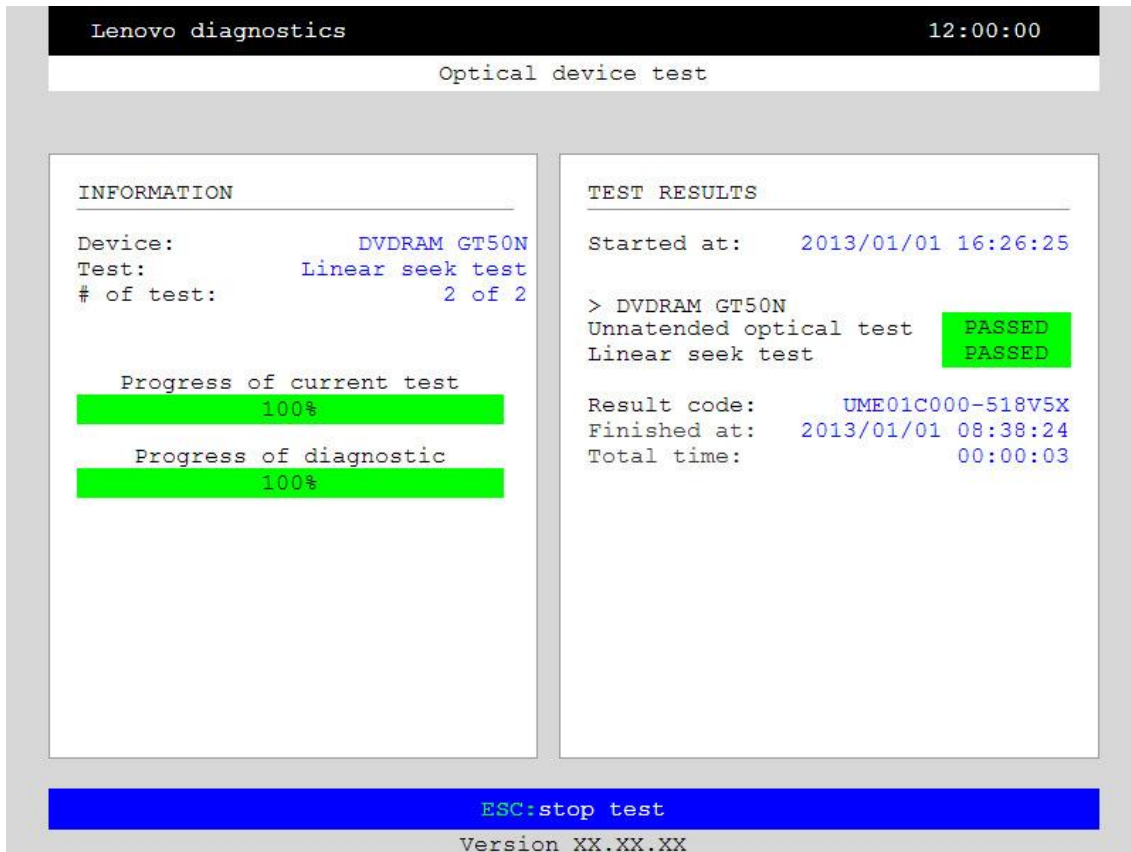 Lenovo diagnostics 12:00:00
Optical device test
INFORMATION
Device: DVDRAM GT50N
Test: Linear seek test
# of test: 2 of 2
Progress of current test
100%
Progress of diagnostic
100%
TEST RESULTS
Started at: 2013/01/01 16:26:25
> DVDRAM GT50N
Unnatended optical test PASSED
Linear seek test PASSED
Result code: UME01C000-518V5X
Finished at: 2013/01/01 08:38:24
Total time: 00:00:03
ESC:stop test
Version XX.XX.XX